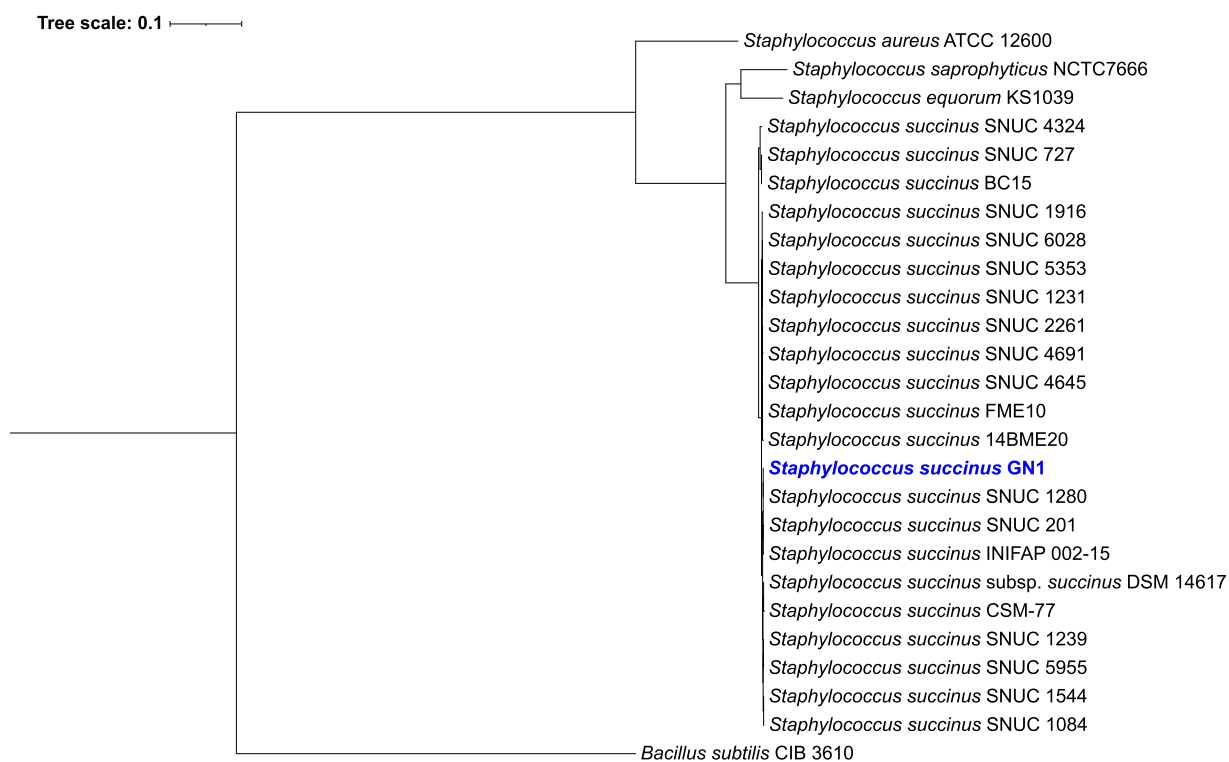 Tree scale: 0.1
Staphylococcus aureus ATCC 12600
Staphylococcus saprophyticus NCTC7666
Staphylococcus equorum KS1039
Staphylococcus succinus SNUC 4324
Staphylococcus succinus SNUC 727
Staphylococcus succinus BC15
Staphylococcus succinus SNUC 1916
Staphylococcus succinus SNUC 6028
Staphylococcus succinus SNUC 5353
Staphylococcus succinus SNUC 1231
Staphylococcus succinus SNUC 2261
Staphylococcus succinus SNUC 4691
Staphylococcus succinus SNUC 4645
Staphylococcus succinus FME10
Staphylococcus succinus 14BME20
Staphylococcus succinus GN1
Staphylococcus succinus SNUC 1280
Staphylococcus succinus SNUC 201
Staphylococcus succinus INIFAP 002-15
Staphylococcus succinus subsp. succinus DSM 14617
Staphylococcus succinus CSM-77
Staphylococcus succinus SNUC 1239
Staphylococcus succinus SNUC 5955
Staphylococcus succinus SNUC 1544
Staphylococcus succinus SNUC 1084
Bacillus subtilis CIB 3610